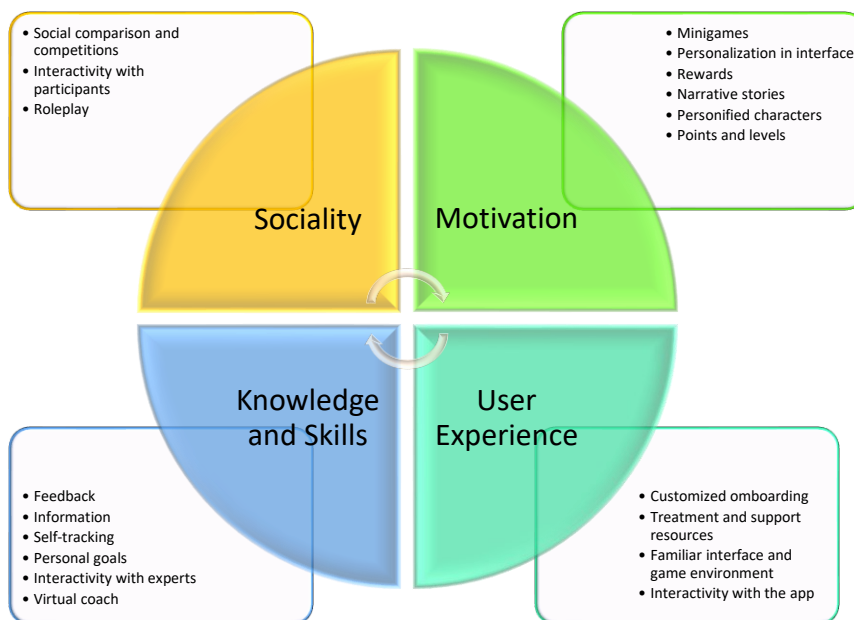 • Social comparison and
competitions
• Interactivity with
participants
• Roleplay
• Minigames
• Personalization in interface
• Rewards
• Narrative stories
• Personified characters
• Points and levels
Sociality
Motivation
Knowledge
and Skills
User
Experience
• Feedback
• Information
• Self-tracking
• Personal goals
• Interactivity with experts
• Virtual coach
• Customized omboarding
• Treatment and support
resources
• Familiar interface and
game environment
• Interactivity with the app